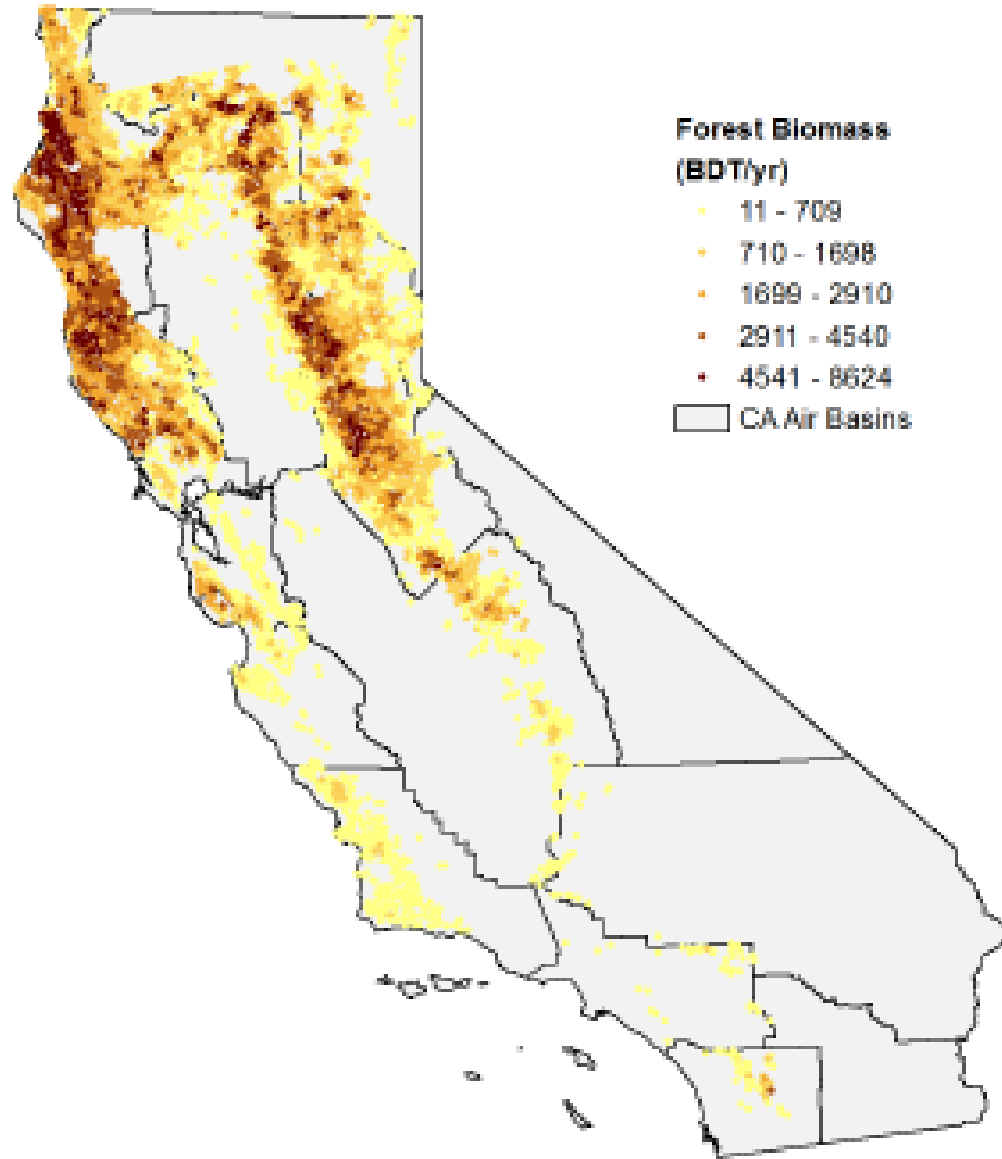 Forest Biomass
(BDT/yr)
11 - 709
710 - 1698
1699 - 2910
2911 - 4540
4541 - 8624
CA Air Basins